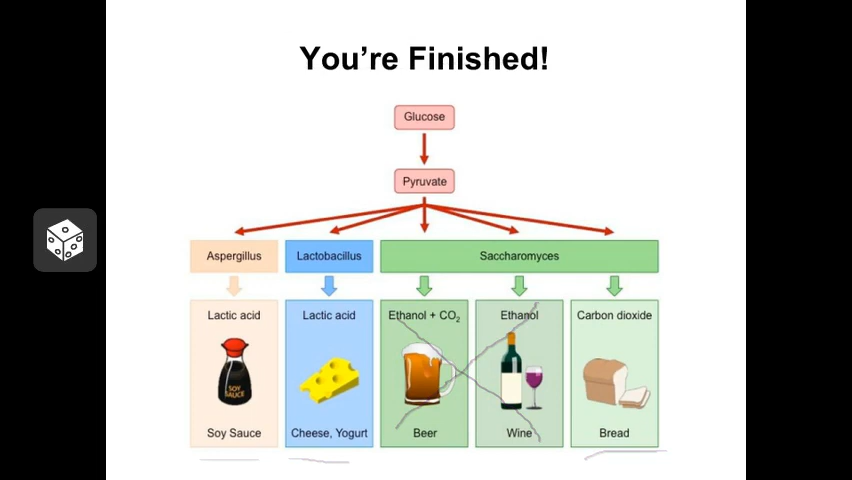 You're Finished!
Glucose
Pyruvate
Aspergillus Lactobacillus Saccharomyces
Lactic acid Lactic acid Ethanol + CO₂ Ethanol Carbon dioxide
SOY
SAUCE
Soy Sauce Cheese, Yogurt Beer Wine Bread